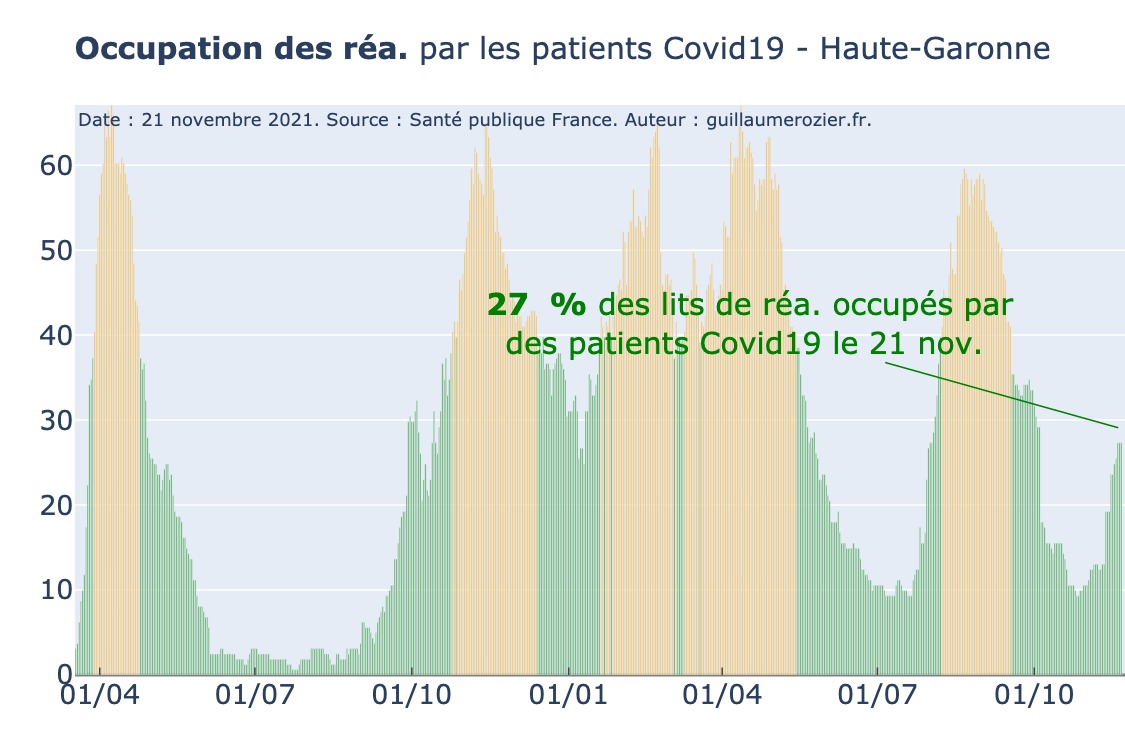 Occupation des réa. par les patients Covid19 - Haute-Garonne
Date : 21 novembre 2021. Source : Santé publique France. Auteur : guillaumerozier.fr.
60
50
27 % des lits de réa. occupés par
des patients Covid19 le 21 nov.
40
30
20
10
0
01/04 01/07 01/10 01/01 01/04 01/07 01/10